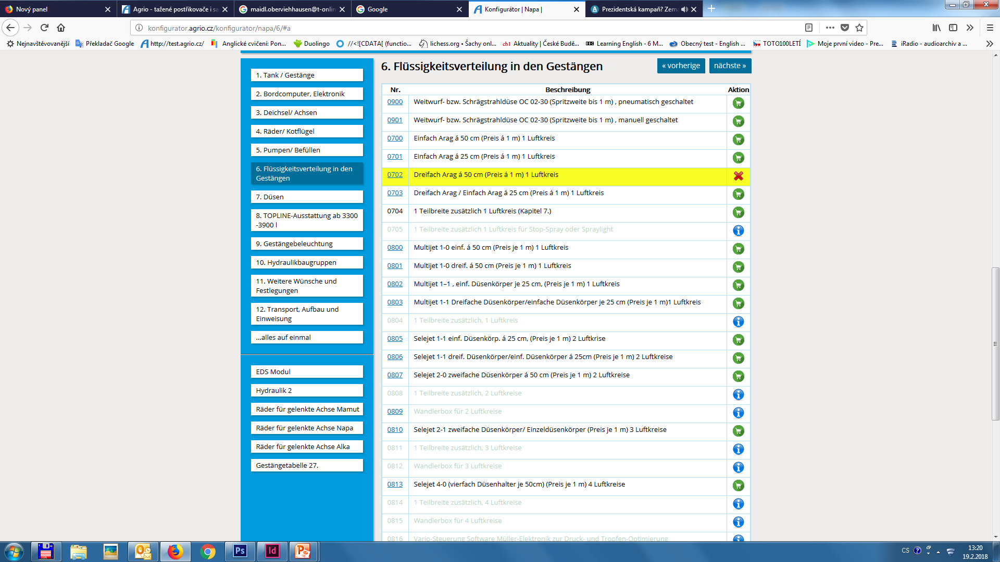 Nový panel
Agrio - tažené postřikovače i sa
maidl.oberviehhausen@t-onlin
Google
Konfigurátor | Napa |
Prezidentská kampaň? Zema
konfigurator.agrio.cz/konfigurator/napa/6/#a
Nejnavštěvovanější
Překladač Google
http://test.agrio.cz/
Anglické cvičení: Pon...
Duolingo
//<![CDATA[ (functio...
lichess.org • Šachy onl...
cb1 Aktuality | České Budě...
BBC Learning English - 6 M...
Obecný test - English ...
TOTO100LETÍ
Moje první video - Pre...
iRadio - audioarchiv a ...
1. Tank / Gestänge
2. Bordcomputer, Elektronik
3. Deichsel/ Achsen
4. Räder/ Kotflügel
5. Pumpen/ Befüllen
6. Flüssigkeitsverteilung in den
Gestängen
7. Düsen
8. TOPLINE-Ausstattung ab 3300
-3900 l
9. Gestängebeleuchtung
10. Hydraulikbaugruppen
11. Weitere Wünsche und
Festlegungen
12. Transport, Aufbau und
Einweisung
...alles auf einmal
EDS Modul
Hydraulik 2
Räder für gelenkte Achse Mamut
Räder für gelenkte Achse Napa
Räder für gelenkte Achse Alka
Gestängetabelle 27.
6. Flüssigkeitsverteilung in den Gestängen
« vorherige
nächste »
Nr. Beschreibung Aktion
0900 Weitwurf- bzw. Schrägstrahldüse OC 02-30 (Spritzweite bis 1 m) , pneumatisch geschaltet
0901 Weitwurf- bzw. Schrägstrahldüse OC 02-30 (Spritzweite bis 1 m) , manuell geschaltet
0700 Einfach Arag á 50 cm (Preis á 1 m) 1 Luftkreis
0701 Einfach Arag á 25 cm (Preis á 1 m) 1 Luftkreis
0702 Dreifach Arag á 50 cm (Preis á 1 m) 1 Luftkreis
0703 Dreifach Arag / Einfach Arag á 25 cm (Preis á 1 m) 1 Luftkreis
0704 1 Teilbreite zusätzlich 1 Luftkreis (Kapitel 7.)
0705 1 Teilbreite zusätzlich 1 Luftkreis für Stop-Spray oder Spraylight
0800 Multijet 1-0 einf. á 50 cm (Preis je 1 m) 1 Luftkreis
0801 Multijet 1-0 dreif. á 50 cm (Preis je 1 m) 1 Luftkreis
0802 Multijet 1–1 , einf. Düsenkörper je 25 cm, (Preis je 1 m) 1 Luftkreis
0803 Multijet 1-1 Dreifache Düsenkörper/einfache Düsenkörper je 25 cm (Preis je 1 m)1 Luftkreis
0804 1 Teilbreite zusätzlich, 1 Luftkreis
0805 Selejet 1-1 einf. Düsenkörp. á 25 cm, (Preis je 1 m) 2 Luftkrise
0806 Selejet 1-1 dreif. Düsenkörper/einf. Düsenkörper á 25cm (Preis je 1 m) 2 Luftkreise
0807 Selejet 2-0 zweifache Düsenkörper á 50 cm (Preis je 1 m) 2 Luftkreise
0808 1 Teilbreite zusätzlich, 2 Luftkreise
0809 Wandlerbox für 2 Luftkreise
0810 Selejet 2-1 zweifache Düsenkörper/ Einzeldüsenkörper (Preis je 1 m) 3 Luftkreise
0811 1 Teilbreite zusätzlich, 3 Luftkreise
0812 Wandlerbox für 3 Luftkreise
0813 Selejet 4-0 (vierfach Düsenhalter je 50cm) (Preis je 1 m) 4 Luftkreise
0814 1 Teilbreite zusätzlich, 4 Luftkreise
0815 Wandlerbox für 4 Luftkreise
0816 Vario-Steuerung Software Müller-Elektronik zur Druck- und Tropfen-Optimierung
Ps
Id
CS
13:20
19.2.2018